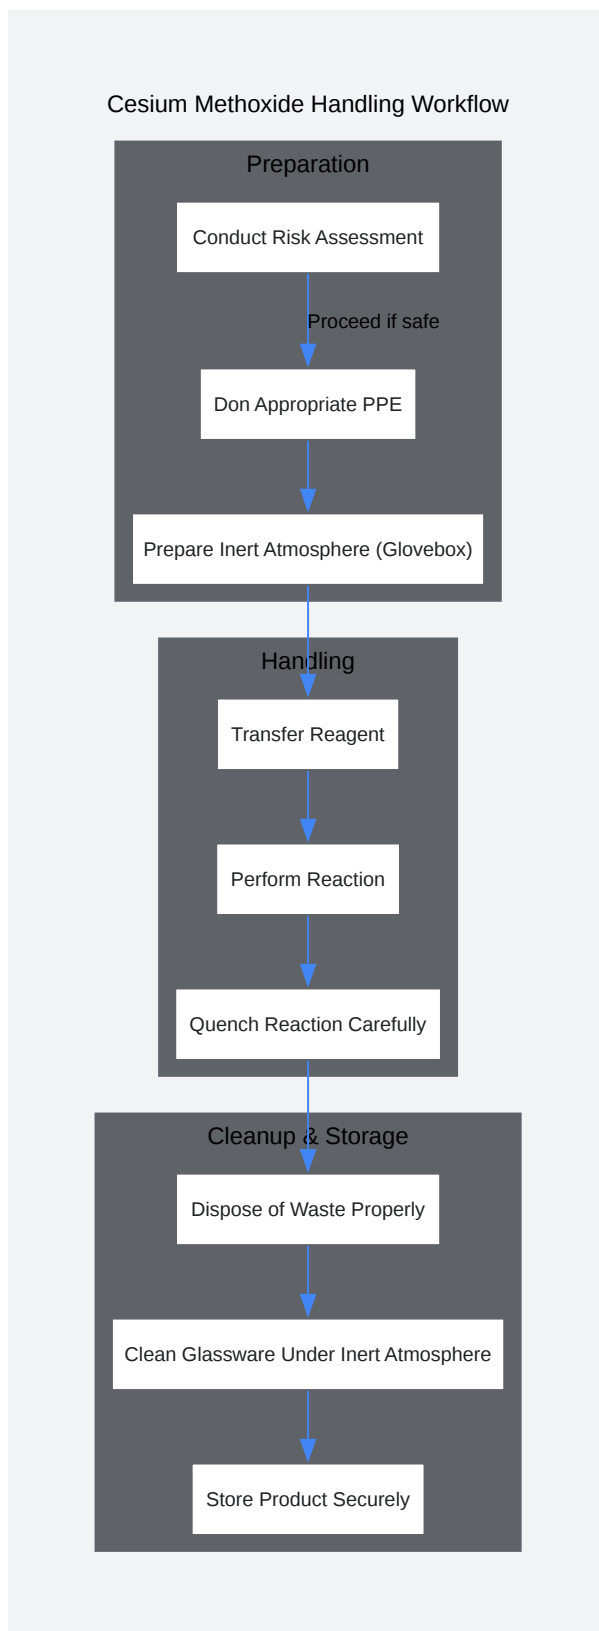 Cesium Methoxide Handling Workflow
Preparation
Conduct Risk Assessment
Proceed if safe
Don Appropriate PPE
Prepare Inert Atmosphere (Glovebox)
Handling
Transfer Reagent
Perform Reaction
Quench Reaction Carefully
Cleanup & Storage
Dispose of Waste Properly
Clean Glassware Under Inert Atmosphere
Store Product Securely